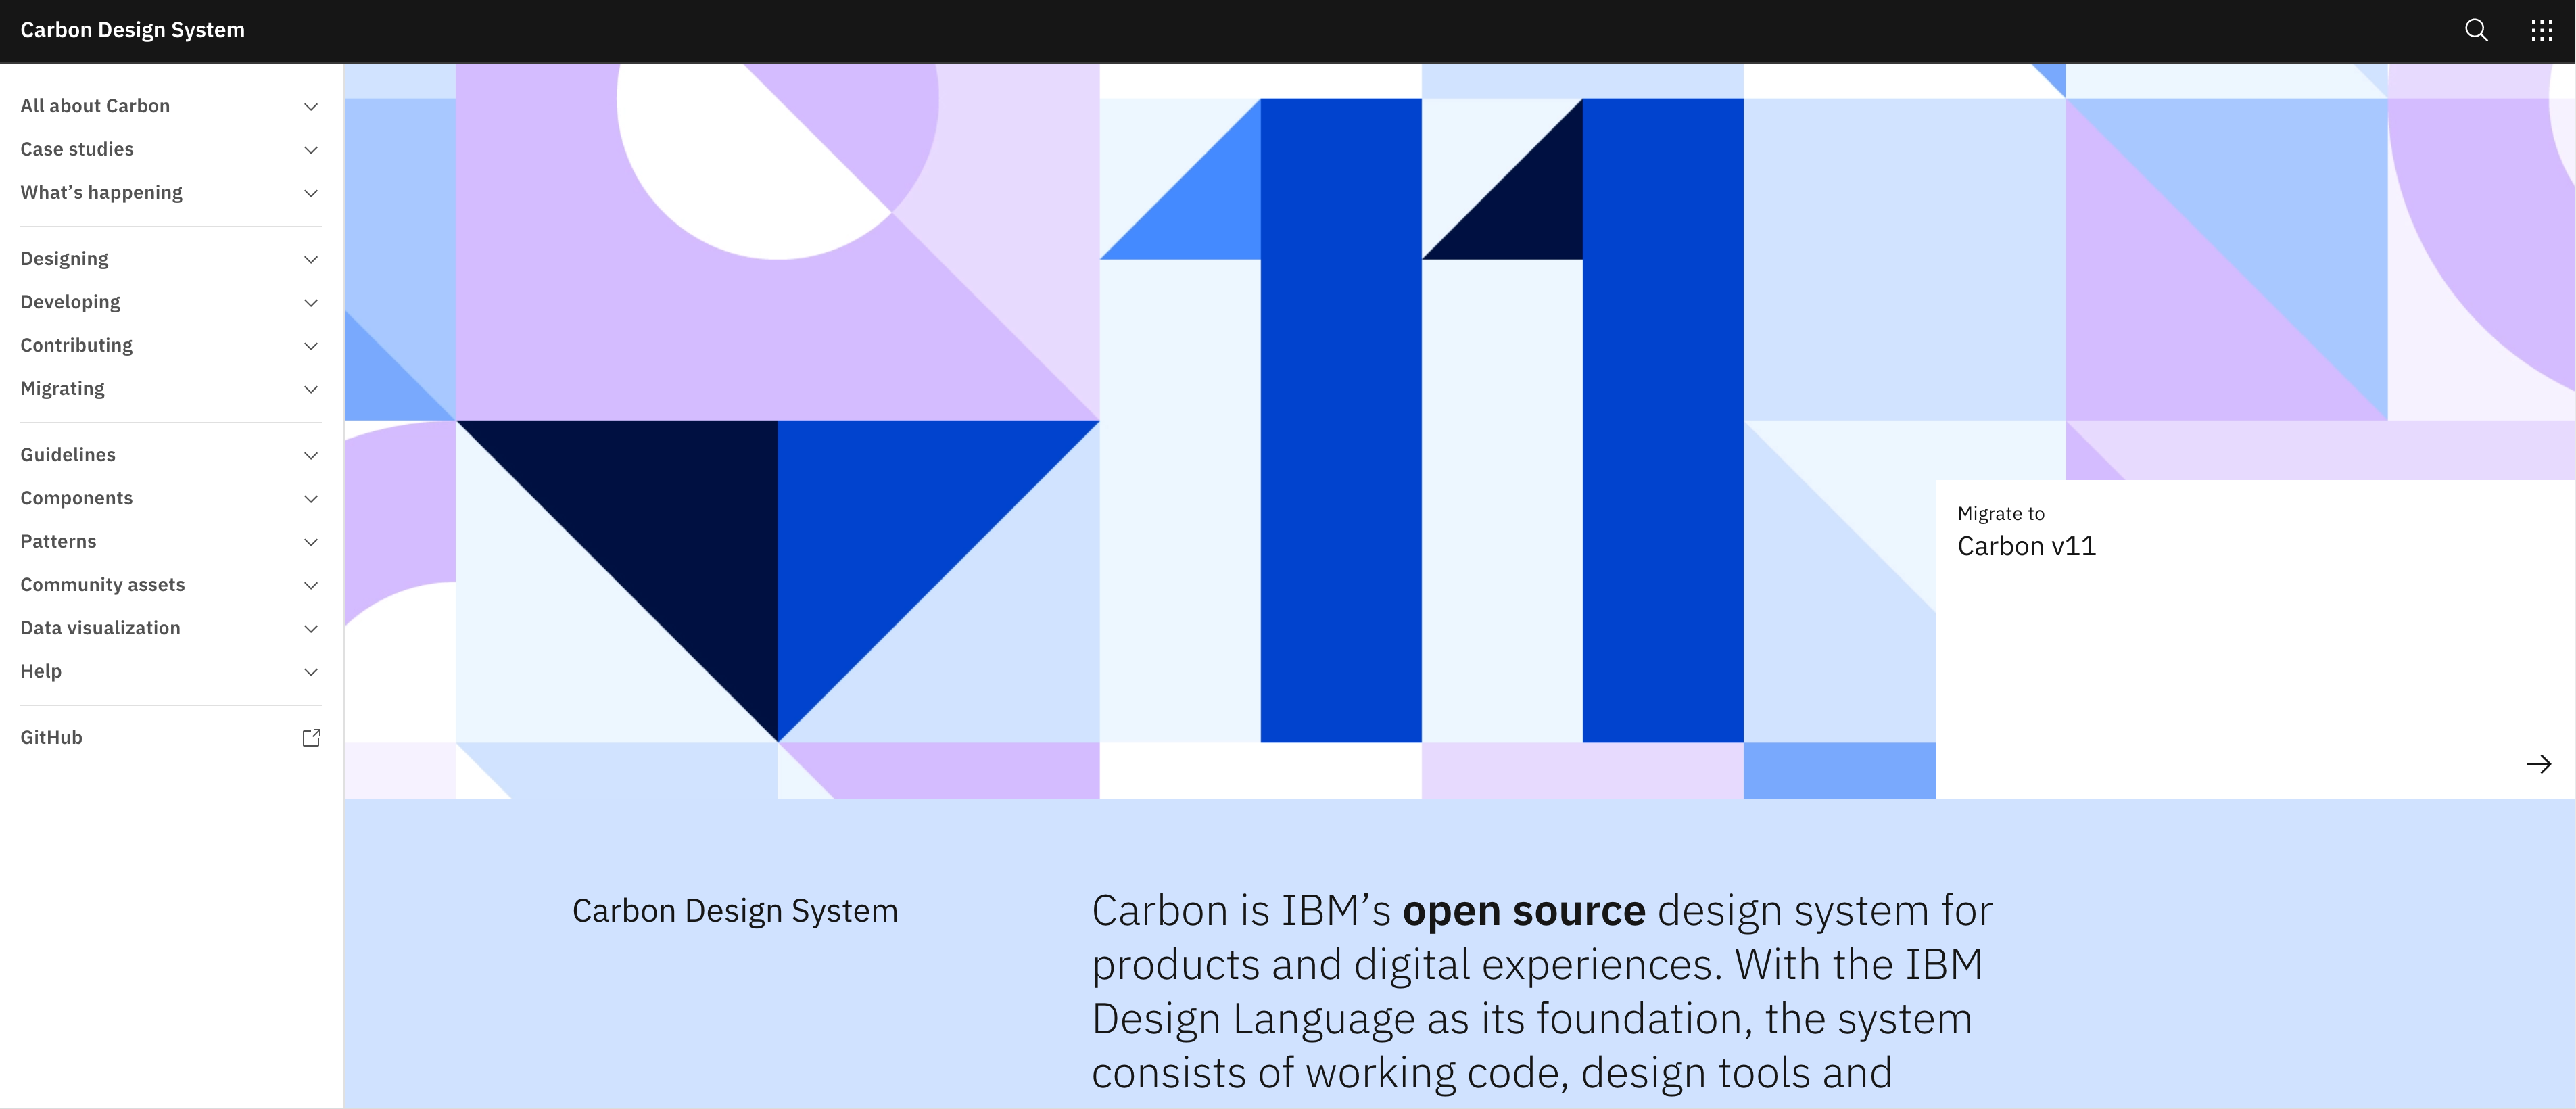 Carbon Design System
All about Carbon
Case studies
What’s happening
Designing
Developing
Contributing
Migrating
Guidelines
Components
Patterns
Community assets
Data visualization
Help
GitHub
Migrate to
Carbon v11
Carbon Design System
Carbon is IBM’s open source design system for
products and digital experiences. With the IBM
Design Language as its foundation, the system
consists of working code, design tools and